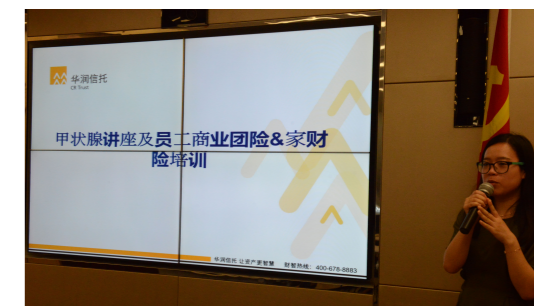 华润信托
CR Trust
甲状腺讲座及员工商业团险&家财
险培训
华润信托 让资产更智慧 财智热线：400-678-8883